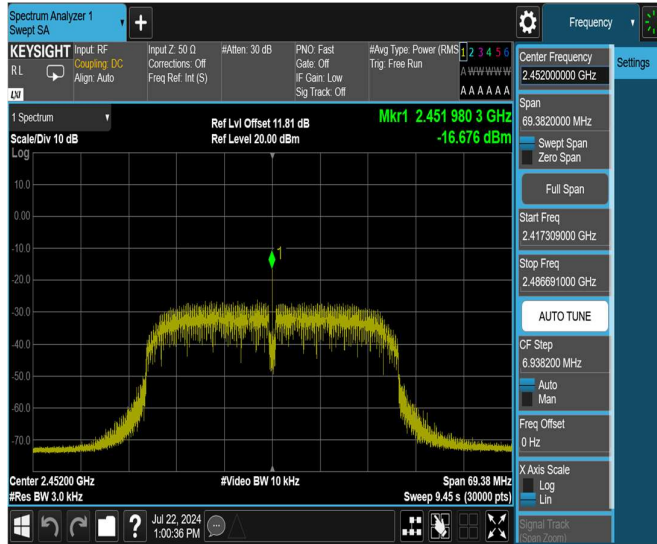 Spectrum Analyzer 1
Swept SA
+
Frequency
KEYSIGHT
RL
LXI
Input: RF
Coupling: DC
Align: Auto
Input Z: 50 Ω
Corrections: Off
Freq Ref: Int (S)
#Atten: 30 dB
PNO: Fast
Gate: Off
IF Gain: Low
Sig Track: Off
#Avg Type: Power (RMS
Trig: Free Run
1 2 3 4 5 6
A W W W W W
A A A A A A
1 Spectrum
Scale/Div 10 dB
Log
Ref Lvl Offset 11.81 dB
Ref Level 20.00 dBm
Mkr1 2.451 980 3 GHz
-16.676 dBm
10.0
0.00
-10.0
-20.0
-30.0
-40.0
-50.0
-60.0
-70.0
1
Center 2.45200 GHz
#Res BW 3.0 kHz
#Video BW 10 kHz
Span 69.38 MHz
Sweep 9.45 s (30000 pts)
Jul 22, 2024
1:00:36 PM
?
Center Frequency
2.452000000 GHz
Settings
Span
69.3820000 MHz
Swept Span
Zero Span
Full Span
Start Freq
2.417309000 GHz
Stop Freq
2.486691000 GHz
AUTO TUNE
CF Step
6.938200 MHz
Auto
Man
Freq Offset
0 Hz
X Axis Scale
Log
Lin
Signal Track
(Span Zoom)